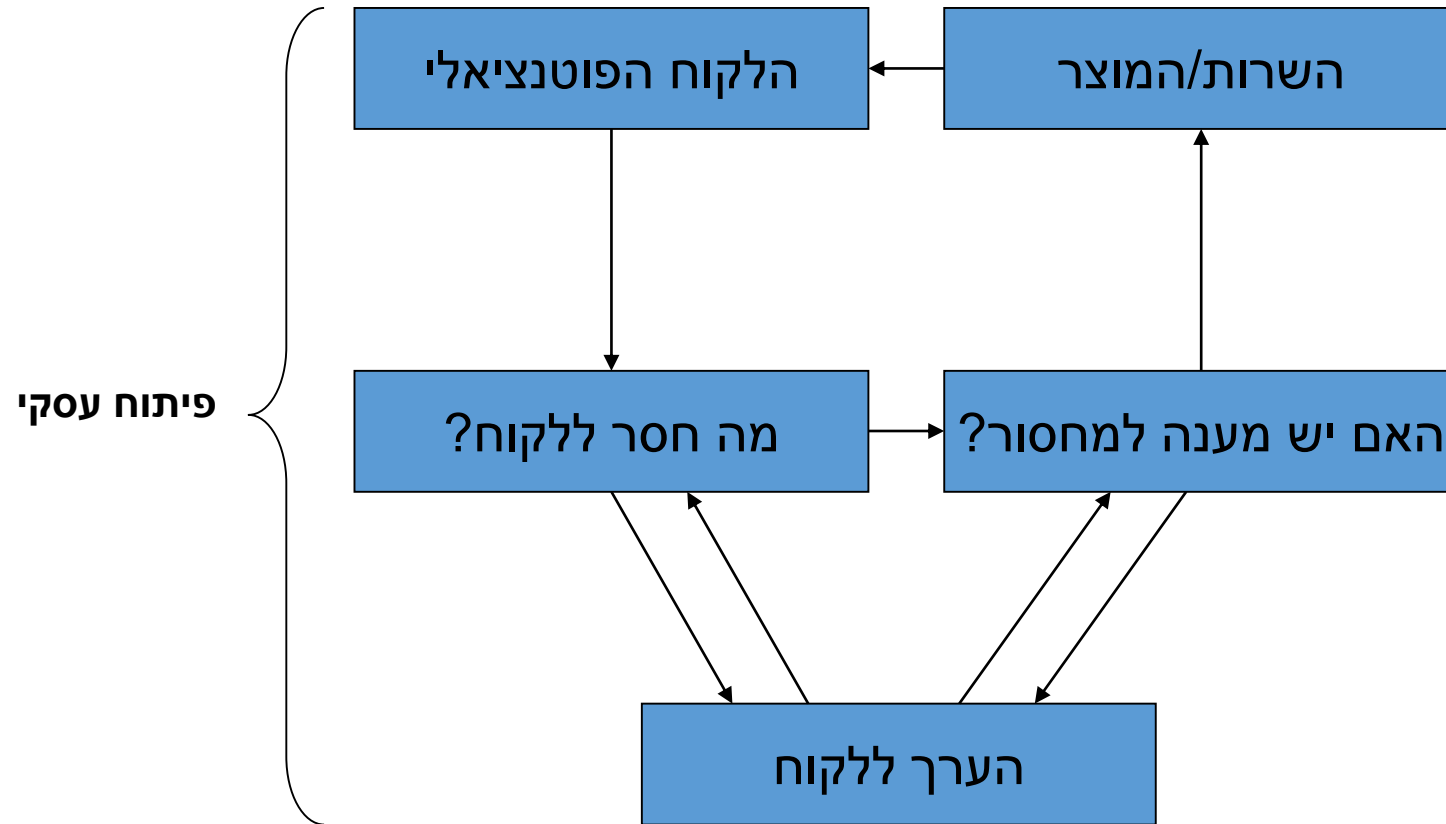 השרות/המוצר
הלקוח הפוטנציאלי
פיתוח עסקי
האם יש מענה למחסור?
מה חסר ללקוח?
הערך ללקוח